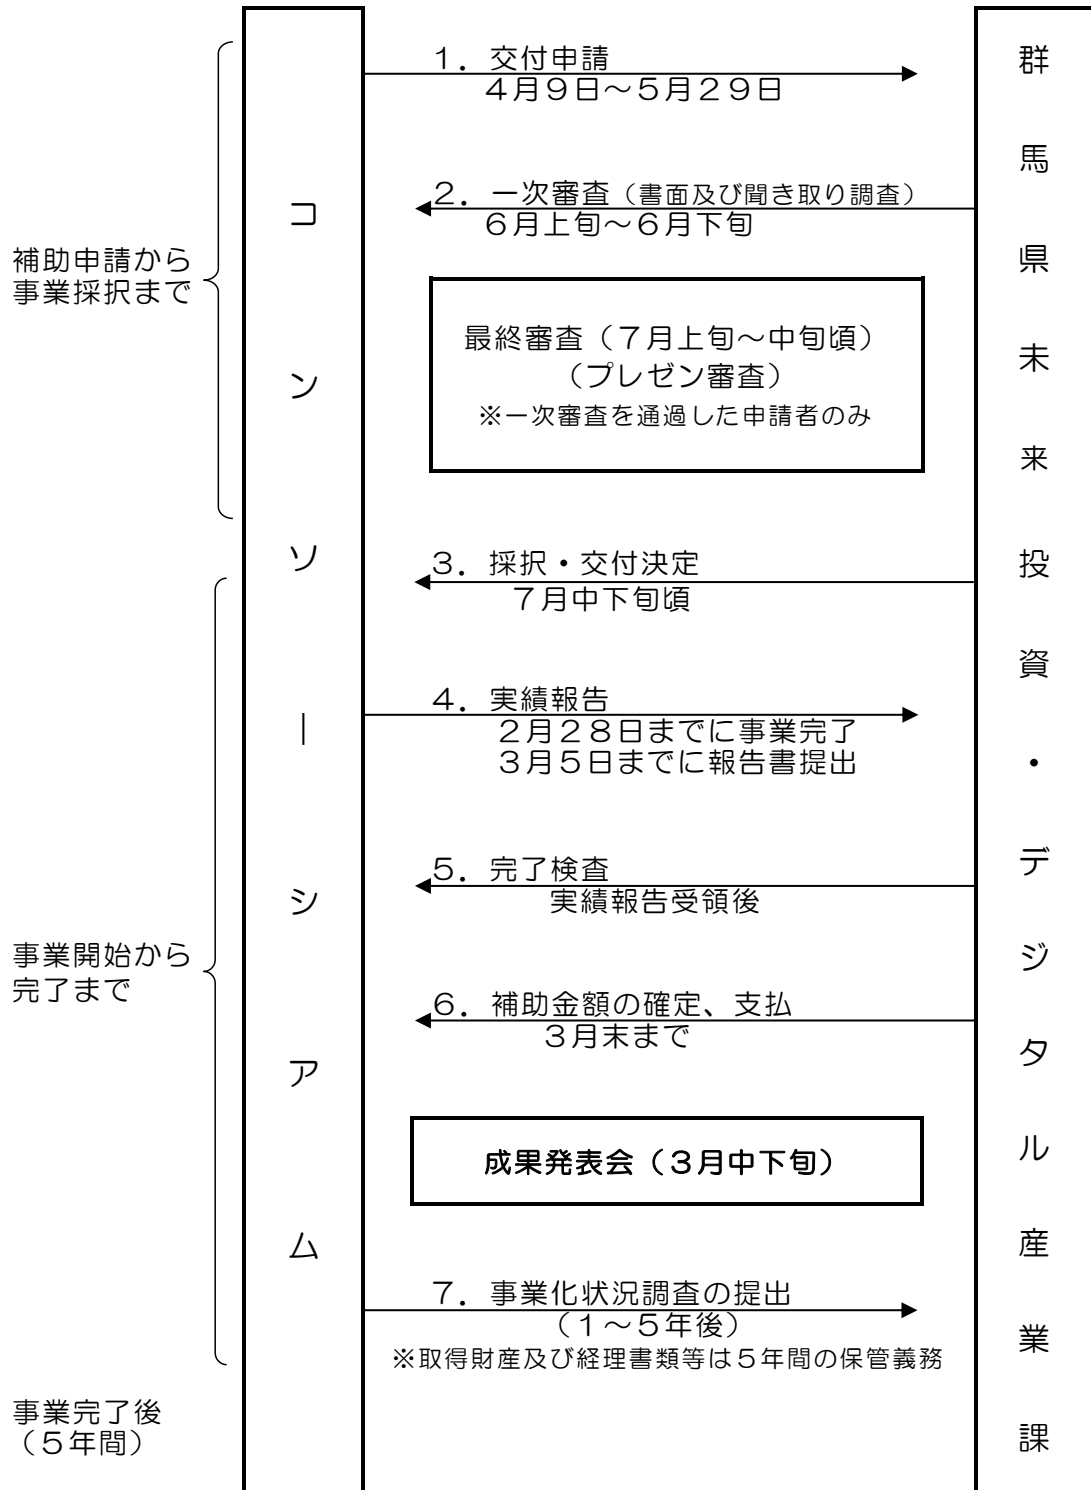 補助申請から
事業採択まで
事業開始から
完了まで
事業完了後
（５年間）
コンソーシアム
１．交付申請
４月９日～５月２９日
２．一次審査（書面及び聞き取り調査）
６月上旬～６月下旬
最終審査（７月上旬～中旬頃）
（プレゼン審査）
※一次審査を通過した申請者のみ
３．採択・交付決定
７月中下旬頃
４．実績報告
２月２８日までに事業完了
３月５日までに報告書提出
５．完了検査
実績報告受領後
６．補助金額の確定、支払
３月末まで
成果発表会（３月中下旬）
７．事業化状況調査の提出
（１～５年後）
※取得財産及び経理書類等は５年間の保管義務
群馬県未来投資・デジタル産業課